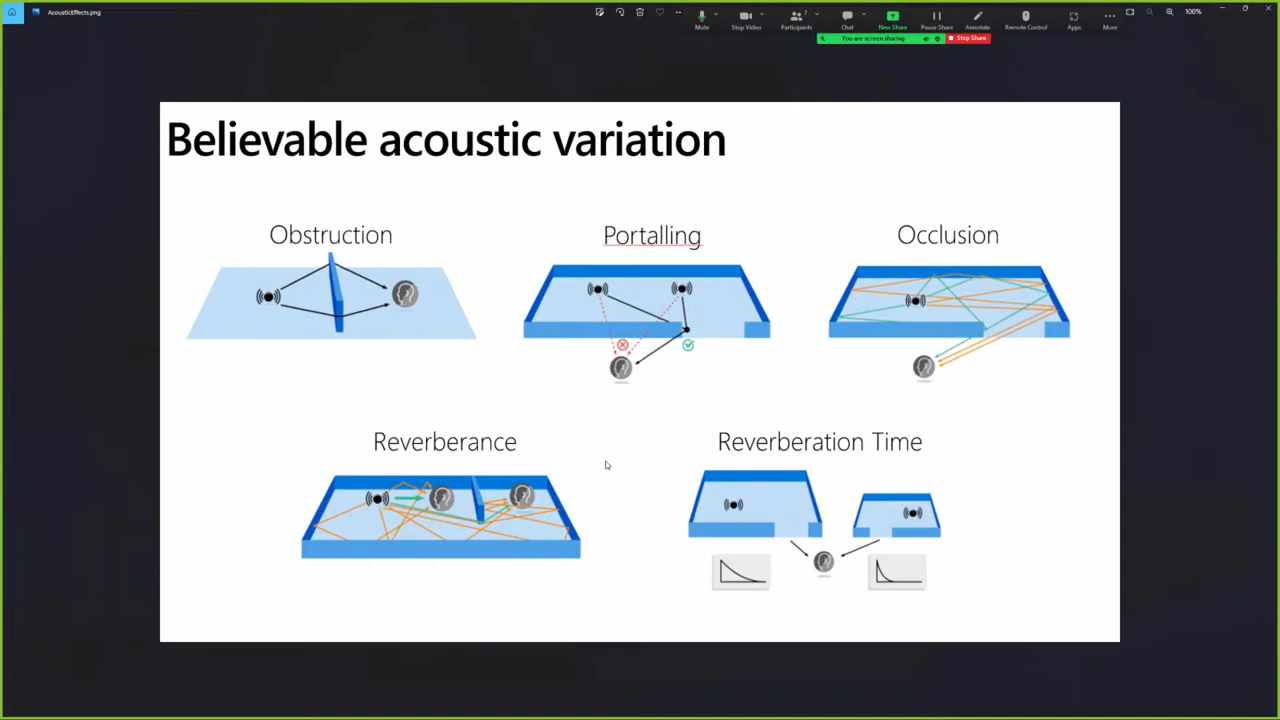 AcousticEffects.png
100%
7
Mute
Stop Video
Participants
Chat
New Share
Pause Share
Annotate
Remote Control
Apps
More
You are screen sharing
Stop Share
Believable acoustic variation
Obstruction
Portalling
Occlusion
Reverberance
Reverberation Time